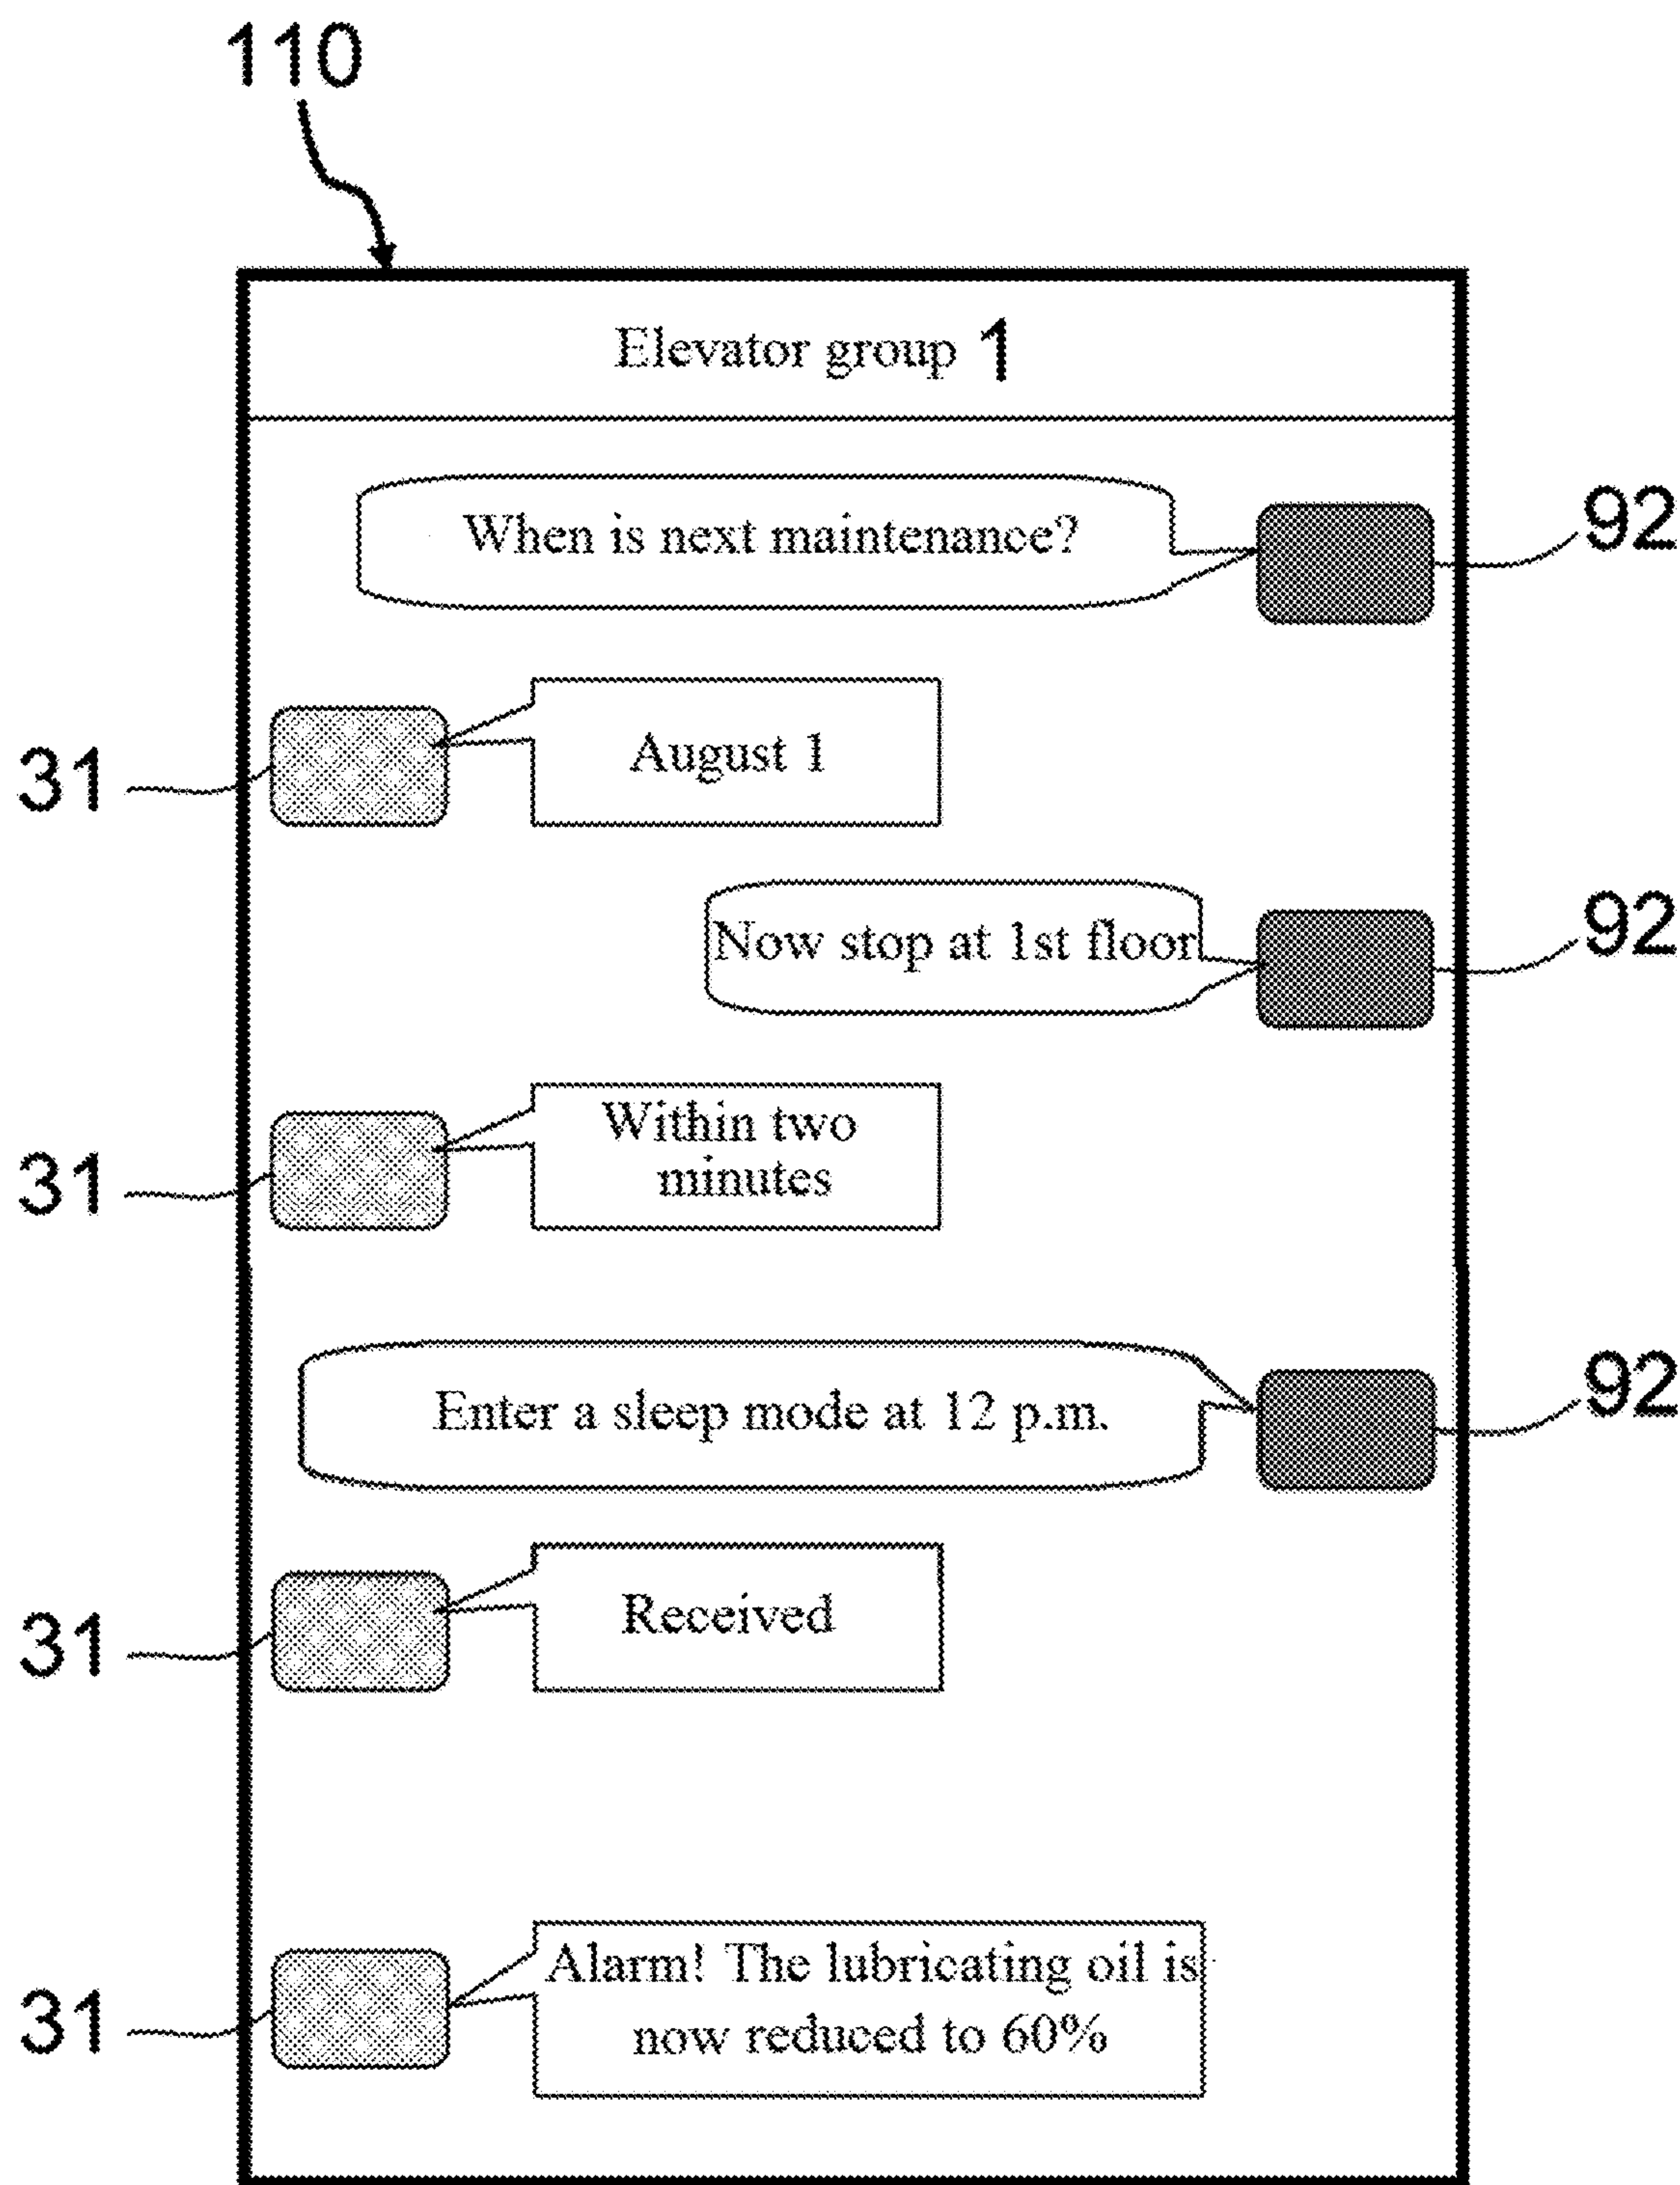 110
Elevator group 1
When is next maintenance?
92
August 1
31
Now stop at 1st floor
92
Within two
minutes
31
Enter a sleep mode at 12 p.m.
92
Received
31
Alarm! The lubricating oil is
now reduced to 60%
31